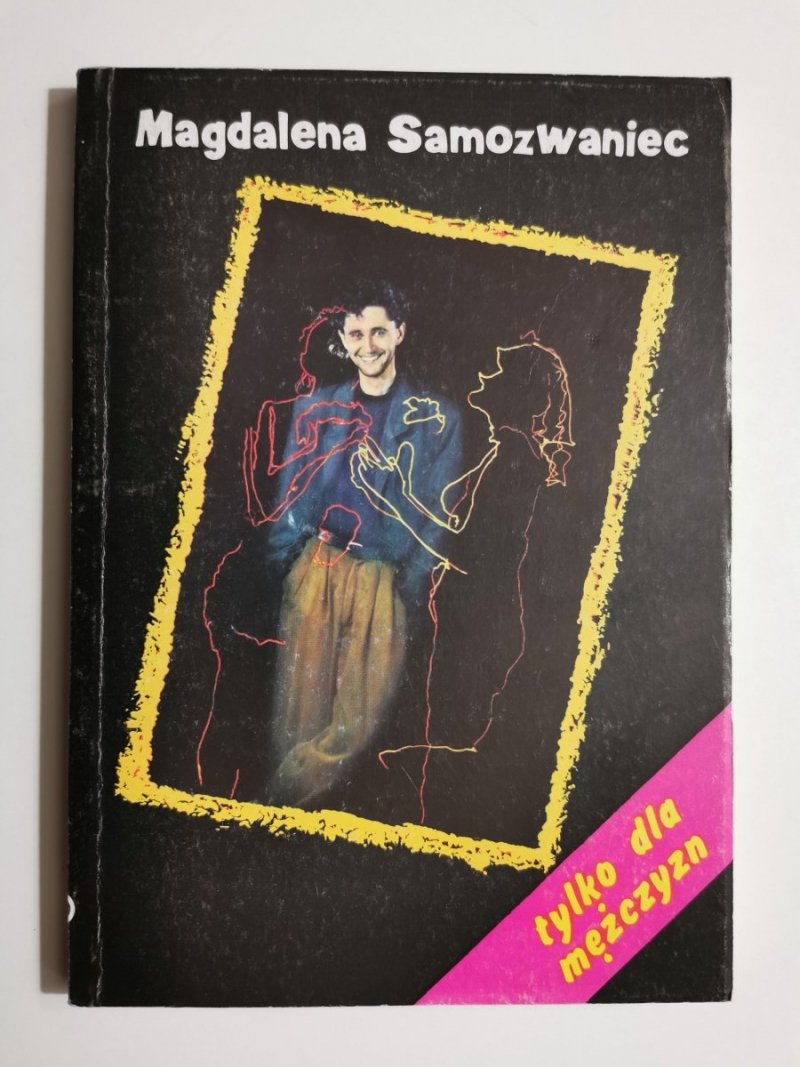 Magdalena Samozwaniec
tylko dla
mężczyzn